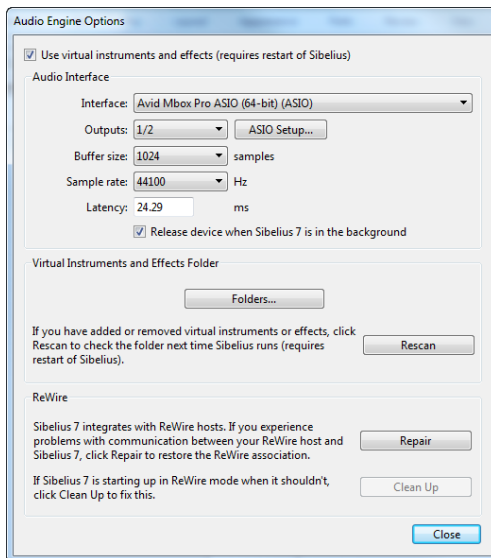 Audio Engine Options
Use virtual instruments and effects (requires restart of Sibelius)
Audio Interface
Interface: Avid Mbox Pro ASIO (64-bit) (ASIO)
Outputs: 1/2 ASIO Setup...
Buffer size: 1024 samples
Sample rate: 44100 Hz
Latency: 24.29 ms
Release device when Sibelius 7 is in the background
Virtual Instruments and Effects Folder
Folders...
If you have added or removed virtual instruments or effects, click
Rescan to check the folder next time Sibelius runs (requires
restart of Sibelius).
Rescan
ReWire
Sibelius 7 integrates with ReWire hosts. If you experience
problems with communication between your ReWire host and
Sibelius 7, click Repair to restore the ReWire association.
Repair
If Sibelius 7 is starting up in ReWire mode when it shouldn't,
click Clean Up to fix this.
Clean Up
Close